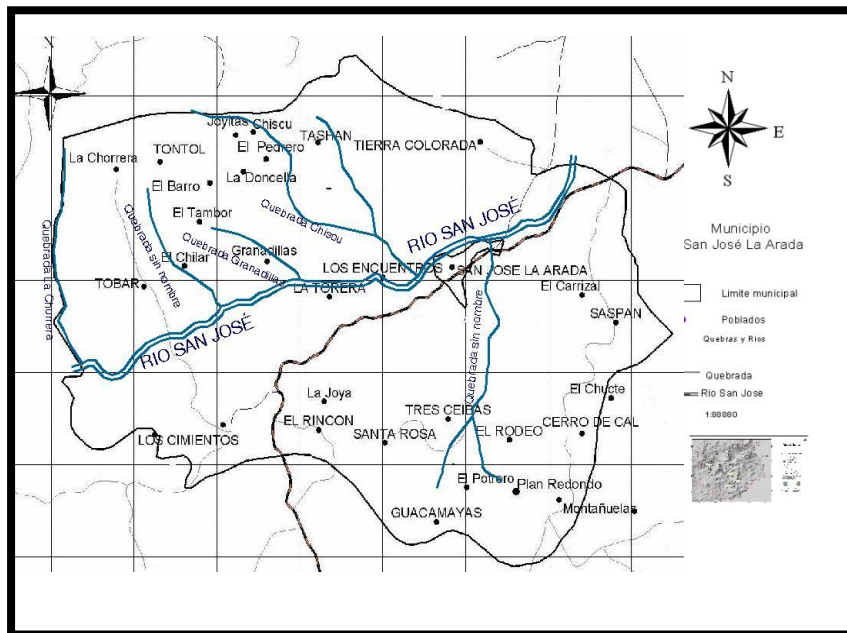 Joyitas
Chiscu
TASHAN
TIERRA COLORADA
El Pedrero
TONTOL
La Chorrera
La Doncella
El Barro
El Tambor
Quebrada Chisou
Quebrada sin nombre
Quebrada La Chorrera
RIO SAN JOSÉ
Granadillas
Quebrada Granadillas
El Chilar
LOS ENCUENTROS
SAN JOSE LA ARADA
TOBAR
LA TORERA
El Carrizal
SASPAN
RIO SAN JOSÉ
Quebrada sin nombre
La Joya
El Chucte
TRES CEIBAS
LOS CIMIENTOS
EL RINCON
SANTA ROSA
EL RODEO
CERRO DE CAL
El Potrero
Plan Redondo
Montañuelas
GUACAMAYAS
N
E
S
Municipio
San José La Arada
Limite municipal
Poblados
Quebras y Rios
Quebrada
Rio San Jose
1:88880